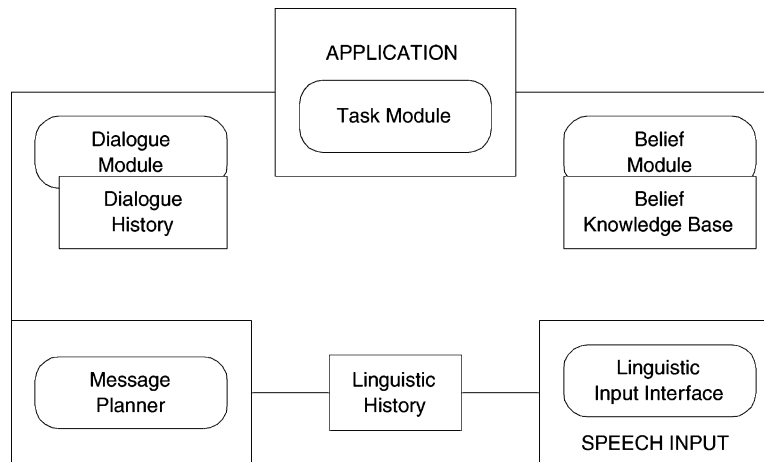 APPLICATION
Task Module
Dialogue
Module
Dialogue
History
Belief
Module
Belief
Knowledge Base
Message
Planner
Linguistic
History
Linguistic
Input Interface
SPEECH INPUT